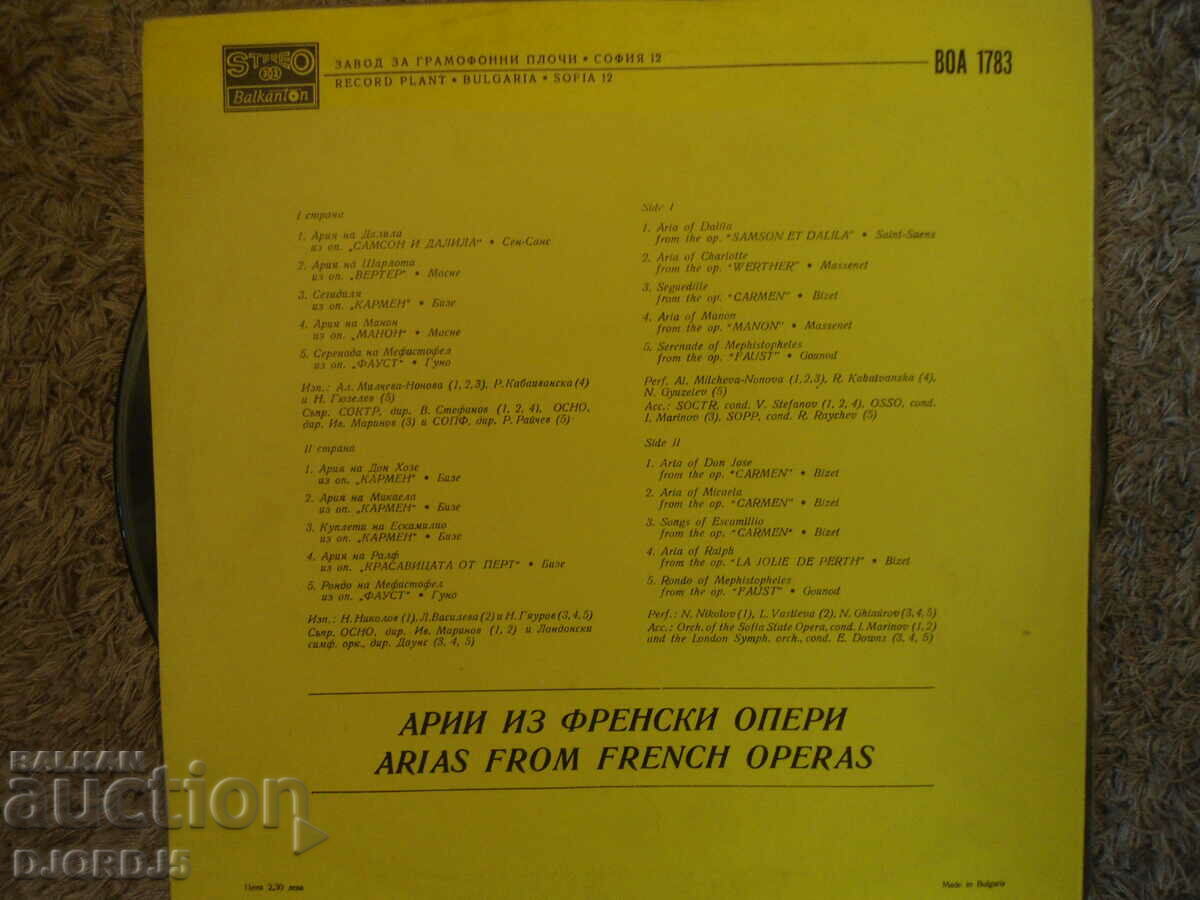 STEREO
33
Balkanton
ЗАВОД ЗА ГРАМОФОННИ ПЛОЧИ • СОФИЯ 12
RECORD PLANT • BULGARIA • SOFIA 12
ВОА 1783
I страна
1. Ария на Далила
из оп. „САМСОН И ДАЛИЛА“ • Сен-Санс
2. Ария на Шарлота
из оп. „ВЕРТЕР“ • Масне
3. Сегидиля
из оп. „КАРМЕН“ • Бизе
4. Ария на Манон
из оп. „МАНОН“ • Масне
5. Серенада на Мефистофел
из оп. „ФАУСТ“ • Гуно
Изп.: Ал. Милчева-Нонова (1, 2, 3), Р. Кабаиванска (4)
и Н. Гюзелев (5)
Съпр. СОКТР, дир. В. Стефанов (1, 2, 4), ОСНО,
дир. Ив. Маринов (3) и СОПФ, дир. Р. Райчев (5)
II страна
1. Ария на Дон Хозе
из оп. „КАРМЕН“ • Бизе
2. Ария на Микаела
из оп. „КАРМЕН“ • Бизе
3. Куплети на Ескамилио
из оп. „КАРМЕН“ • Бизе
4. Ария на Ралф
из оп. „КРАСАВИЦАТА ОТ ПЕРТ“ • Бизе
5. Рондо на Мефистофел
из оп. „ФАУСТ“ • Гуно
Изп.: Н. Николов (1), Л. Василева (2) и Н. Гяуров (3, 4, 5)
Съпр. ОСНО, дир. Ив. Маринов (1, 2) и Лондонски
симф. орк., дир. Даунс (3, 4, 5)
Side I
1. Aria of Dalila
from the op. "SAMSON ET DALILA" • Saint-Saens
2. Aria of Charlotte
from the op. "WERTHER" • Massenet
3. Seguedille
from the op. "CARMEN" • Bizet
4. Aria of Manon
from the op. "MANON" • Massenet
5. Serenade of Mephistopheles
from the op. "FAUST" • Gounod
Perf. Al. Milcheva-Nonova (1, 2, 3), R. Kabaivanska (4),
N. Gyuzelev (5)
Acc.: SOCTR, cond. V. Stefanov (1, 2, 4), OSSO, cond.
I. Marinov (3), SOPP, cond. R. Raychev (5)
Side II
1. Aria of Don Jose
from the op. "CARMEN" • Bizet
2. Aria of Micaela
from the op. "CARMEN" • Bizet
3. Songs of Escamillio
from the op. "CARMEN" • Bizet
4. Aria of Ralph
from the op. "LA JOLIE DE PERTH" • Bizet
5. Rondo of Mephistopheles
from the op. "FAUST" • Gounod
Perf.: N. Nikolov (1), L. Vasileva (2), N. Ghiaurov (3, 4, 5)
Acc.: Orch. of the Sofia State Opera, cond. I. Marinov (1, 2)
and the London Symph. orch., cond. E. Downs (3, 4, 5)
АРИИ ИЗ ФРЕНСКИ ОПЕРИ
ARIAS FROM FRENCH OPERAS
BALKAN
auction
DJORDJ5
Цена 2,30 лева
Made in Bulgaria